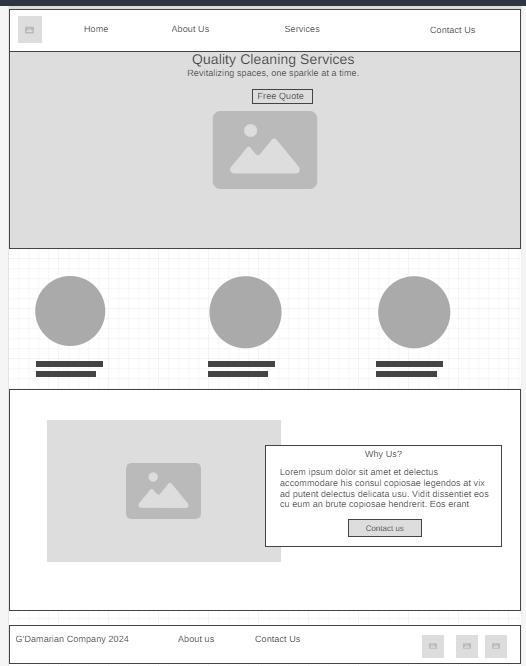 Home About Us Services Contact Us
Quality Cleaning Services
Revitalizing spaces, one sparkle at a time.
Free Quote
Why Us?
Lorem ipsum dolor sit amet et delectus
accommodare his consul copiosae legendos at vix
ad putent delectus delicata usu. Vidit dissentiet eos
cu eum an brute copiosae hendrerit. Eos erant
Contact us
G'Damarian Company 2024 About us Contact Us